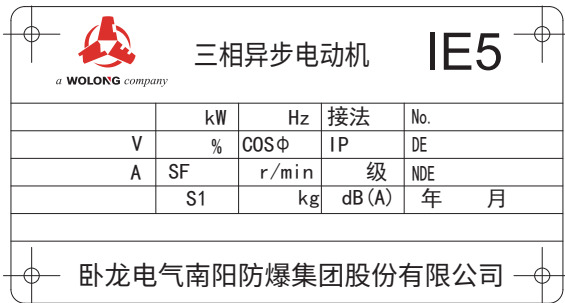 三相异步电动机 IE5
a WOLONG company
kW Hz 接法 No.
V % COSΦ IP DE
A SF r/min 级 NDE
S1 kg dB(A) 年 月
卧龙电气南阳防爆集团股份有限公司